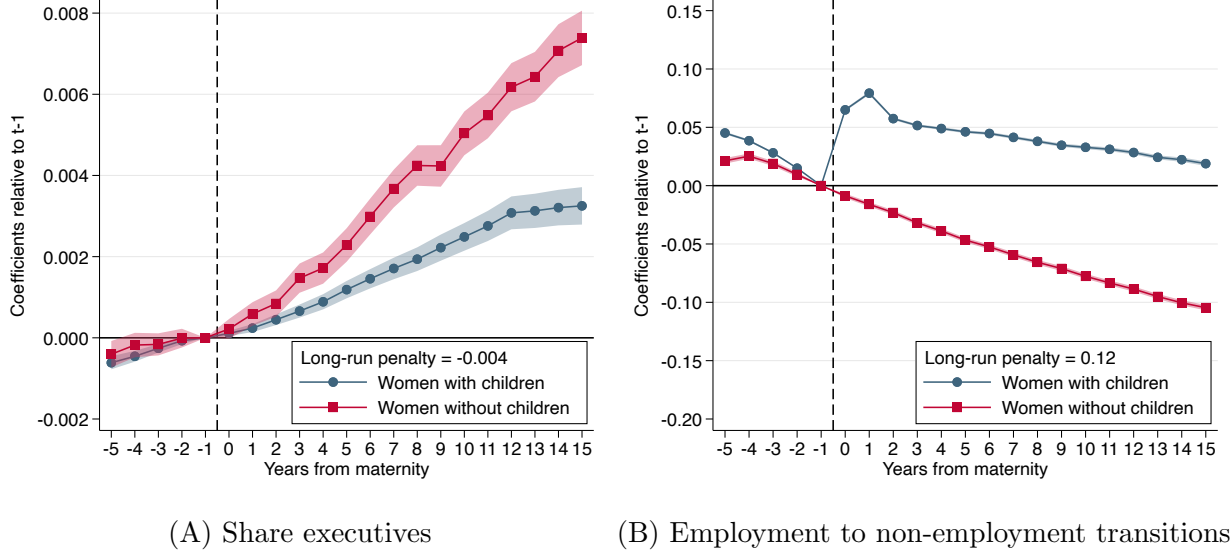 0.008
0.006
0.004
0.002
0.000
-0.002
Coefficients relative to t-1
Long-run penalty = -0.004
Women with children
Women without children
-5 -4 -3 -2 -1 0 1 2 3 4 5 6 7 8 9 10 11 12 13 14 15
Years from maternity
(A) Share executives
0.15
0.10
0.05
0.00
-0.05
-0.10
-0.15
-0.20
Coefficients relative to t-1
Long-run penalty = 0.12
Women with children
Women without children
-5 -4 -3 -2 -1 0 1 2 3 4 5 6 7 8 9 10 11 12 13 14 15
Years from maternity
(B) Employment to non-employment transitions